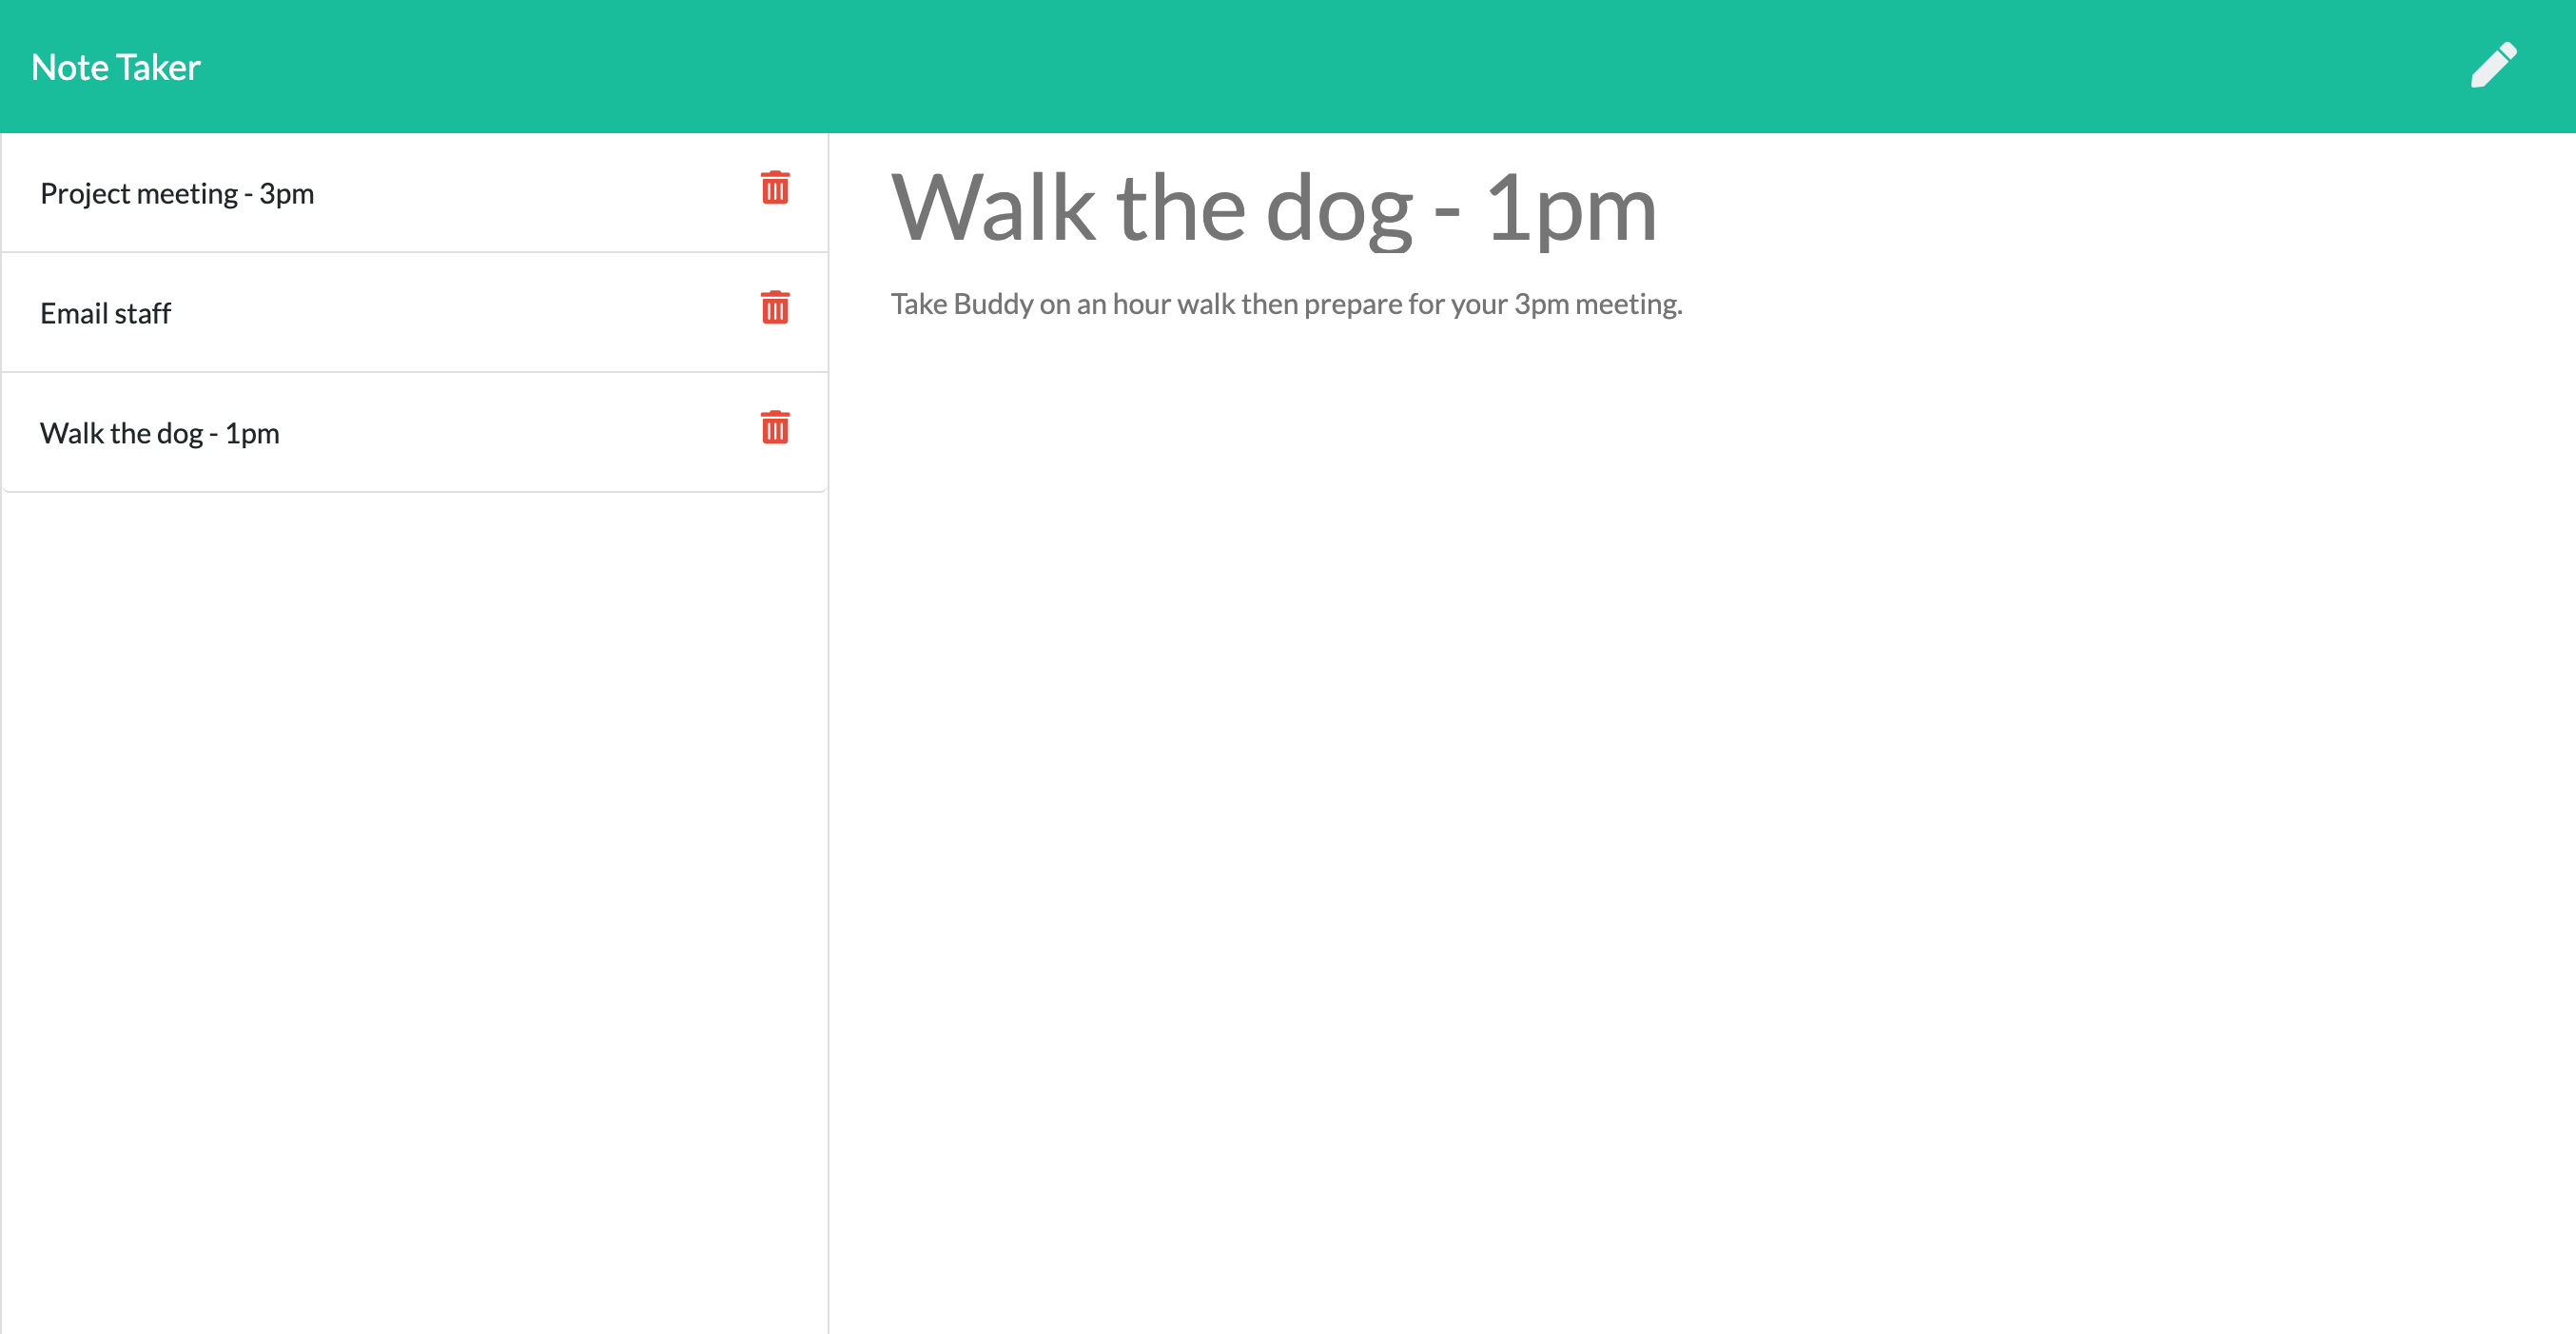 Note Taker
Project meeting - 3pm
Email staff
Walk the dog - 1pm
Walk the dog - 1pm
Take Buddy on an hour walk then prepare for your 3pm meeting.